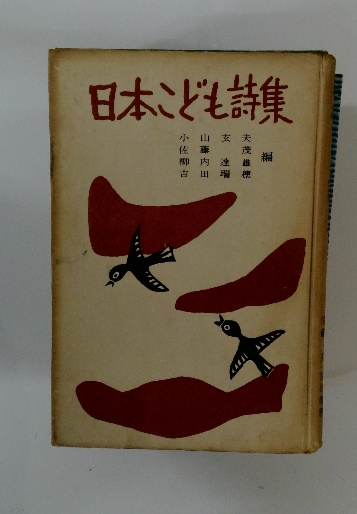 日本こども詩集
小山玄夫
佐藤茂
柳内達雄
吉田瑞穂
編